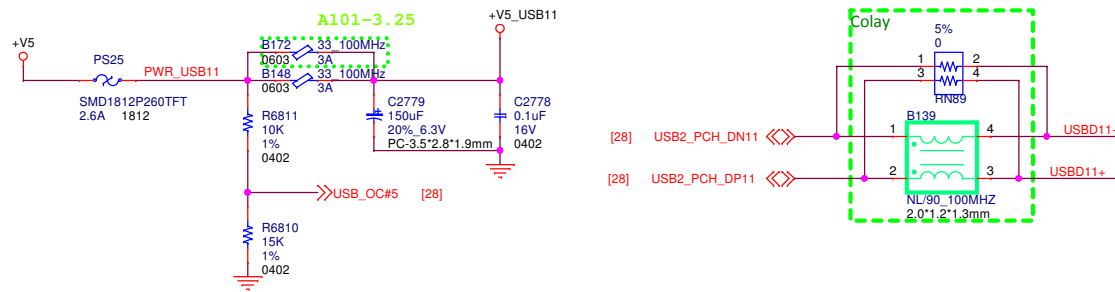 A101-3.25
+V5
B172
33_100MHz
0603
3A
PS25
PWR_USB11
B148
33_100MHz
0603
3A
SMD1812P260TFT
2.6A
1812
R6811
10K
1%
0402
C2779
150uF
20%_6.3V
PC-3.5*2.8*1.9mm
+V5_USB11
C2778
0.1uF
16V
0402
USB_OC#5
[28]
R6810
15K
1%
0402
Colay
5%
0
1
2
3
4
RN89
B139
[28]
USB2_PCH_DN11
1
4
USBD11-
[28]
USB2_PCH_DP11
2
3
USBD11+
NL/90_100MHZ
2.0*1.2*1.3mm